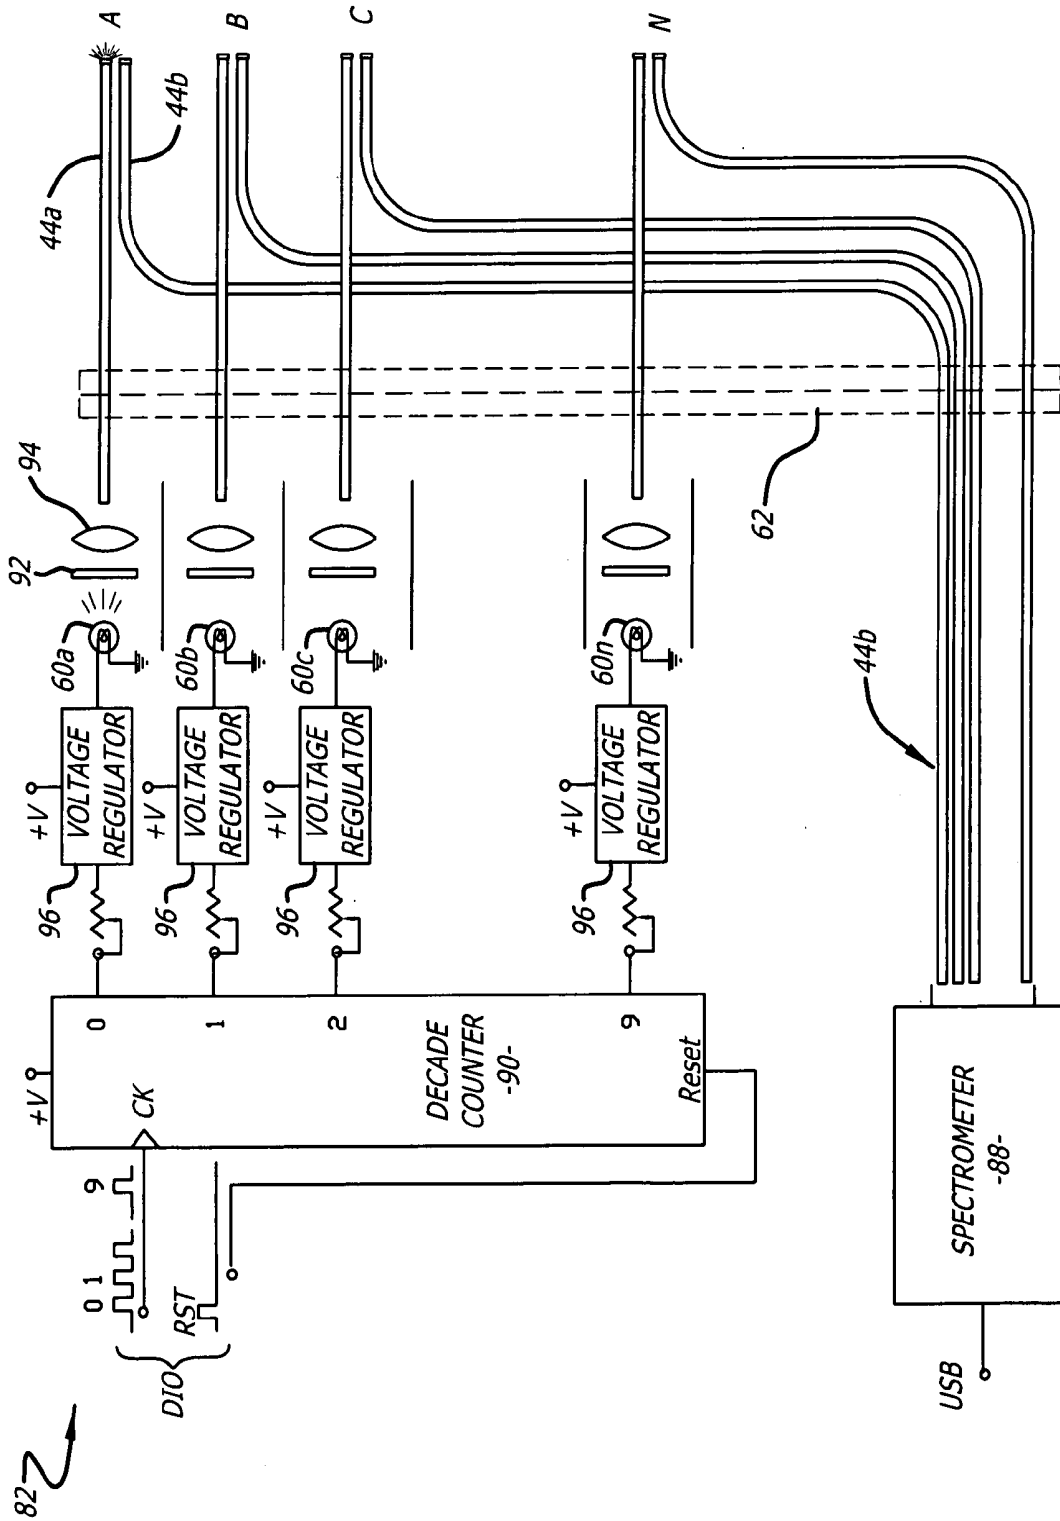 82
DIO
0 1 9
RST
+V
CK
0
1
2
9
DECADE
COUNTER
-90-
Reset
96
+V
VOLTAGE
REGULATOR
60a
92
94
44a
A
44b
96
+V
VOLTAGE
REGULATOR
60b
B
96
+V
VOLTAGE
REGULATOR
60c
C
96
+V
VOLTAGE
REGULATOR
60n
N
62
44b
USB
SPECTROMETER
-88-